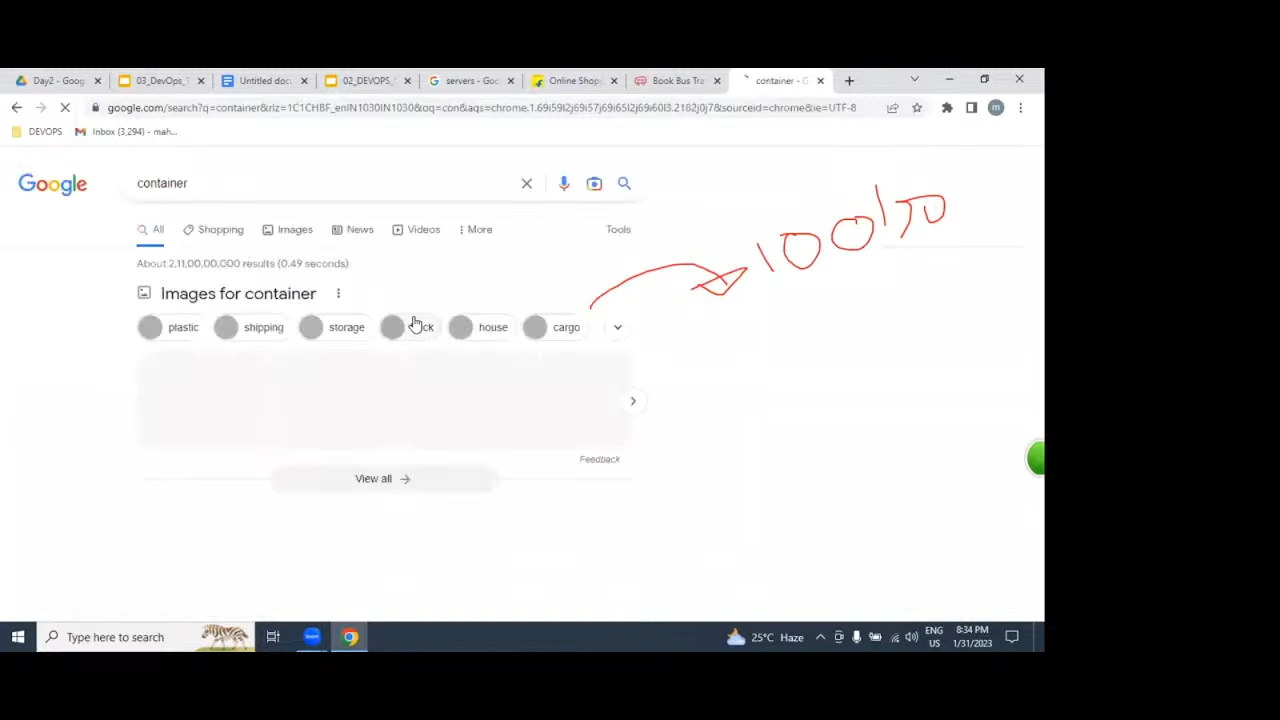 Day2 - Goog
03_DevOps_T
Untitled doc
02_DEVOPS_
servers - Goo
Online Shop
Book Bus Tra
container - G
google.com/search?q=container&rlz=1C1CHBF_enIN1030IN1030&oq=con&aqs=chrome.1.69i59l2j69i57j69i65l2j69i60l3.2182j0j7&sourceid=chrome&ie=UTF-8
m
DEVOPS
Inbox (3,294) - mah...
Google
container
All
Shopping
Images
News
Videos
More
Tools
About 2,11,00,00,000 results (0.49 seconds)
Images for container
plastic
shipping
storage
house
cargo
Feedback
View all
Type here to search
zoom
25°C Haze
ENG
US
8:34 PM
1/31/2023